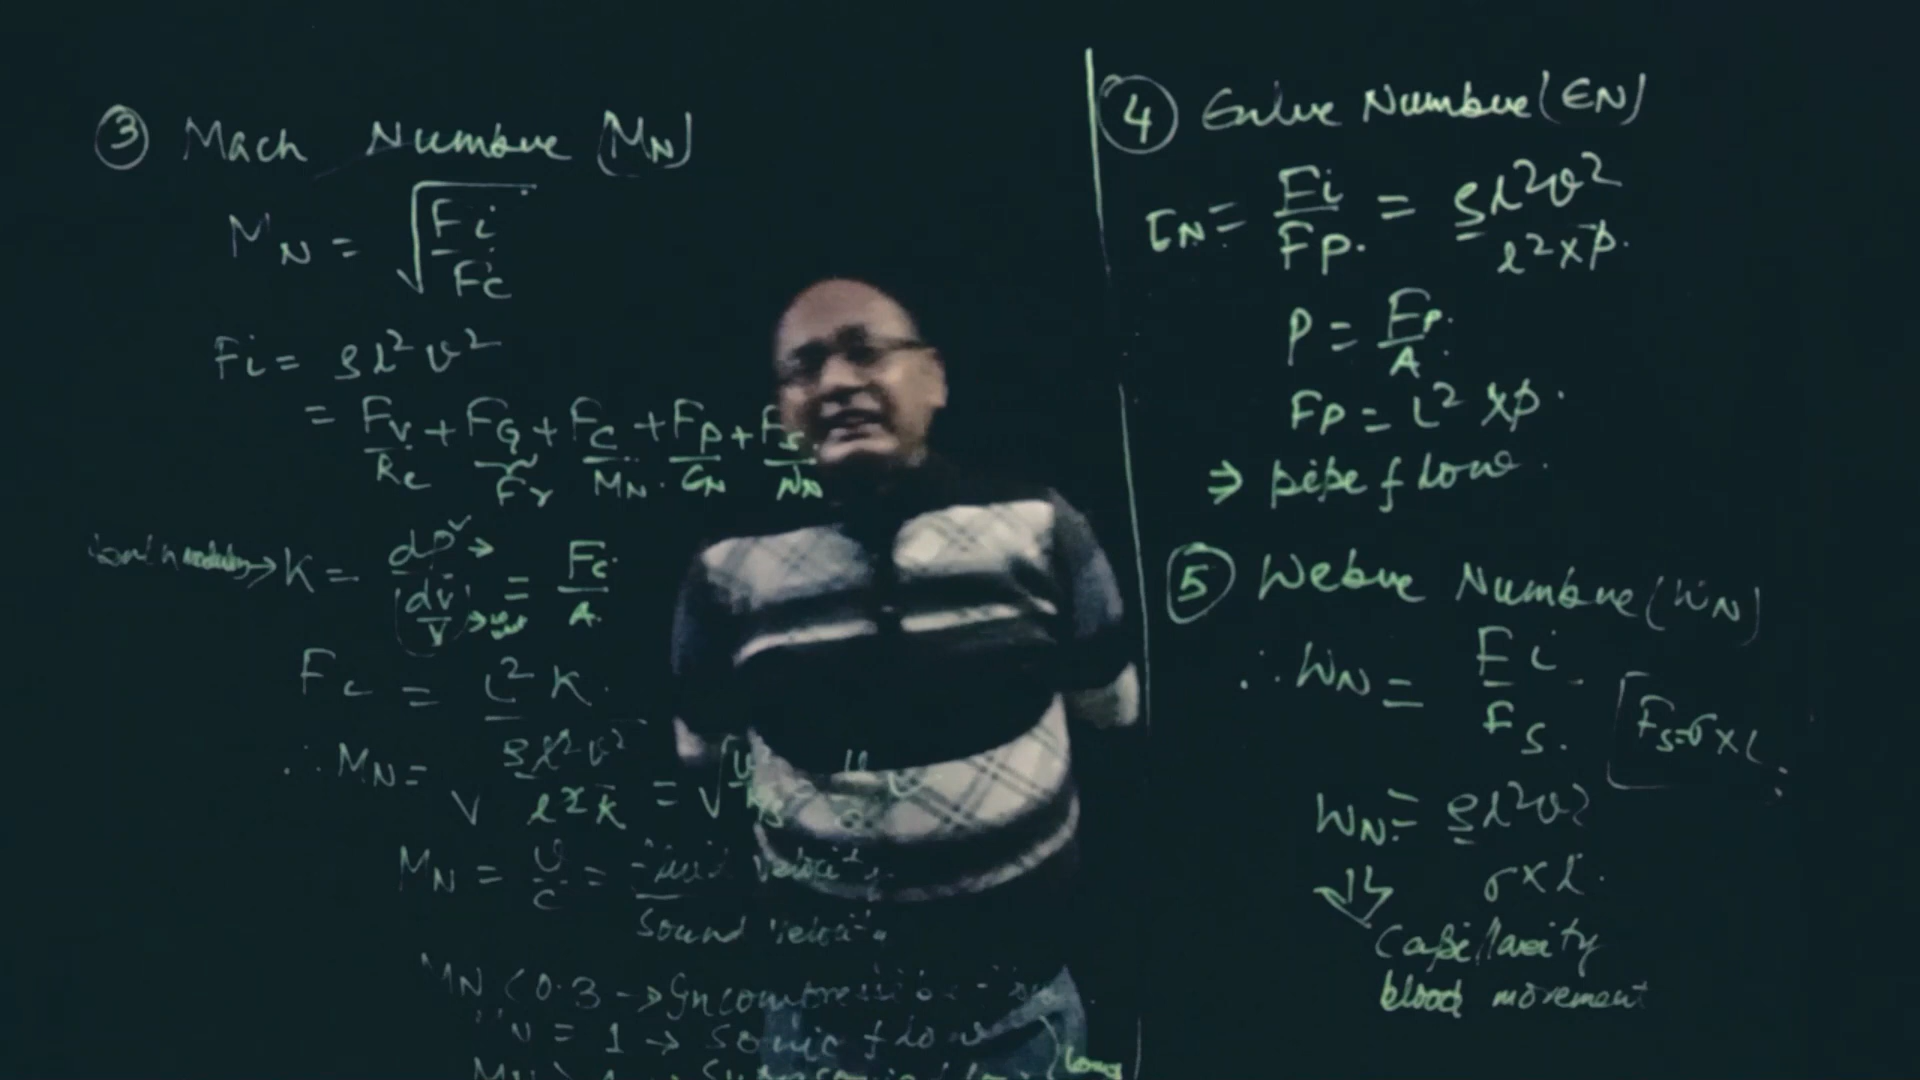 ③ Mach Number (MN)
MN = √(Fi/Fc)
Fi = ρl²v²
= Fv/Re + FG/Fr + Fc/MN + Fp/EN + Fs/
→ K = dp/(dv/v) = Fc/A
Fc = L²K
∴ MN = √(ρl²v²/l²K) =
MN = v/c = velocity/sound velocity
MN < 0.3 → Incompressible
= 1 → Sonic flow
④ Euler Number (EN)
EN = Fi/Fp = ρl²v²/l²×p
P = Fp/A
Fp = L²×p
⇒ pipe flow
⑤ Weber Number (WN)
∴ WN = Fi/Fs [Fs=σ×L
WN = ρl²v²/σ×l
Capillarity
blood movement